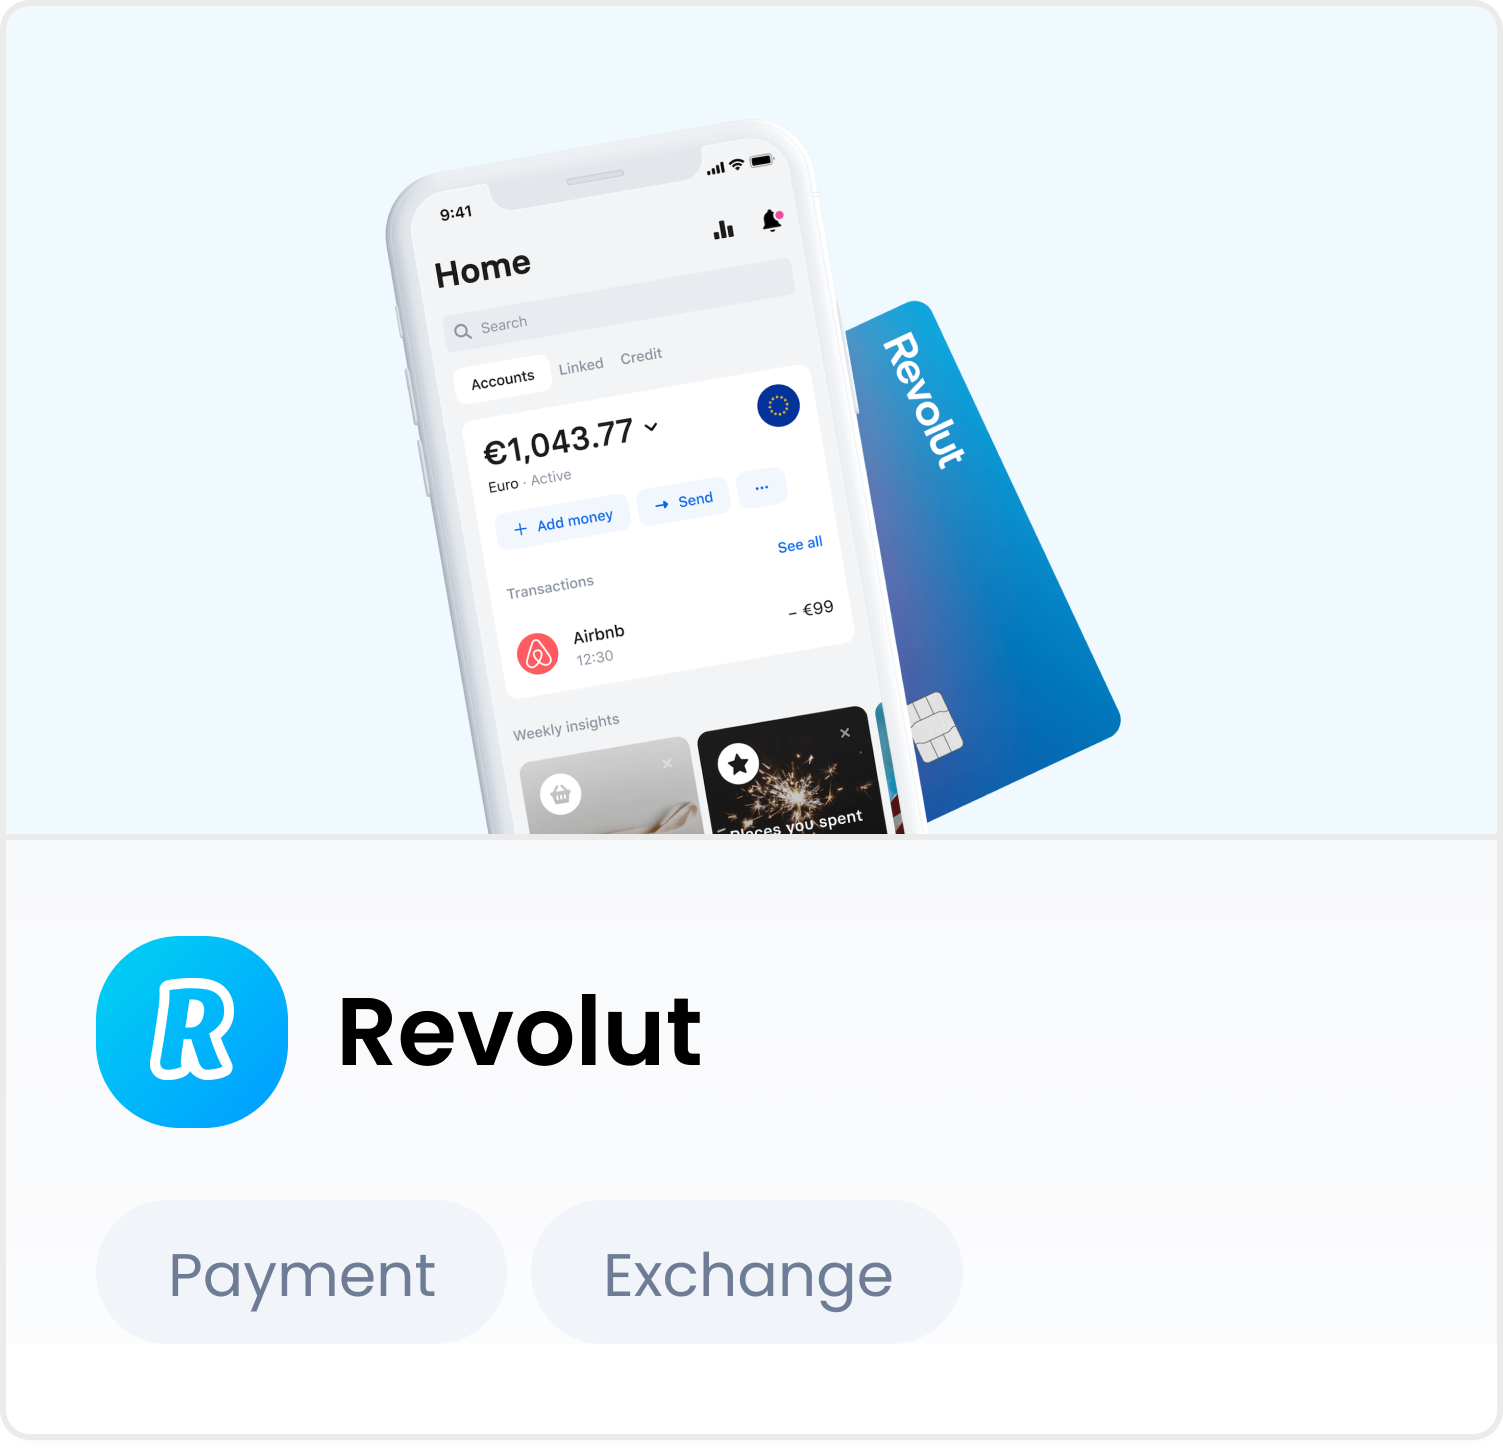 9:41
Home
Search
Accounts Linked Credit
€1,043.77
Euro · Active
+ Add money → Send ...
Transactions See all
Airbnb – €99
12:30
Weekly insights
Places you spent
Revolut
R Revolut
Payment Exchange